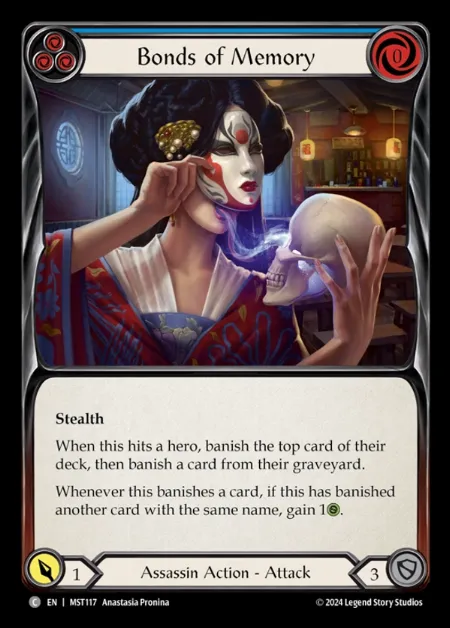 Bonds of Memory
0
Stealth
When this hits a hero, banish the top card of their
deck, then banish a card from their graveyard.
Whenever this banishes a card, if this has banished
another card with the same name, gain 1.
1
Assassin Action - Attack
3
C EN | MST117 Anastasia Pronina
© 2024 Legend Story Studios